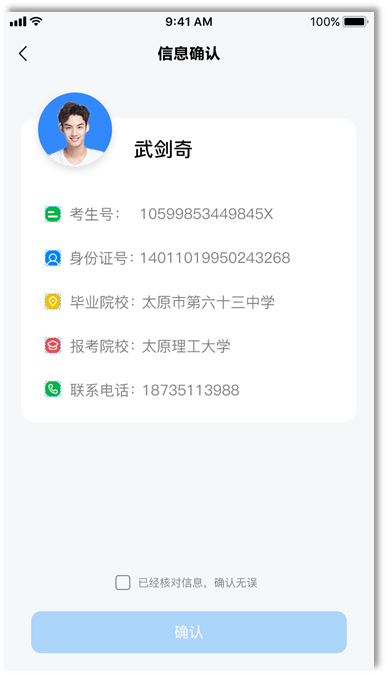 9:41 AM 100%
信息确认
武剑奇
考生号： 10599853449845X
身份证号：14011019950243268
毕业院校：太原市第六十三中学
报考院校：太原理工大学
联系电话：18735113988
已经核对信息，确认无误
确认